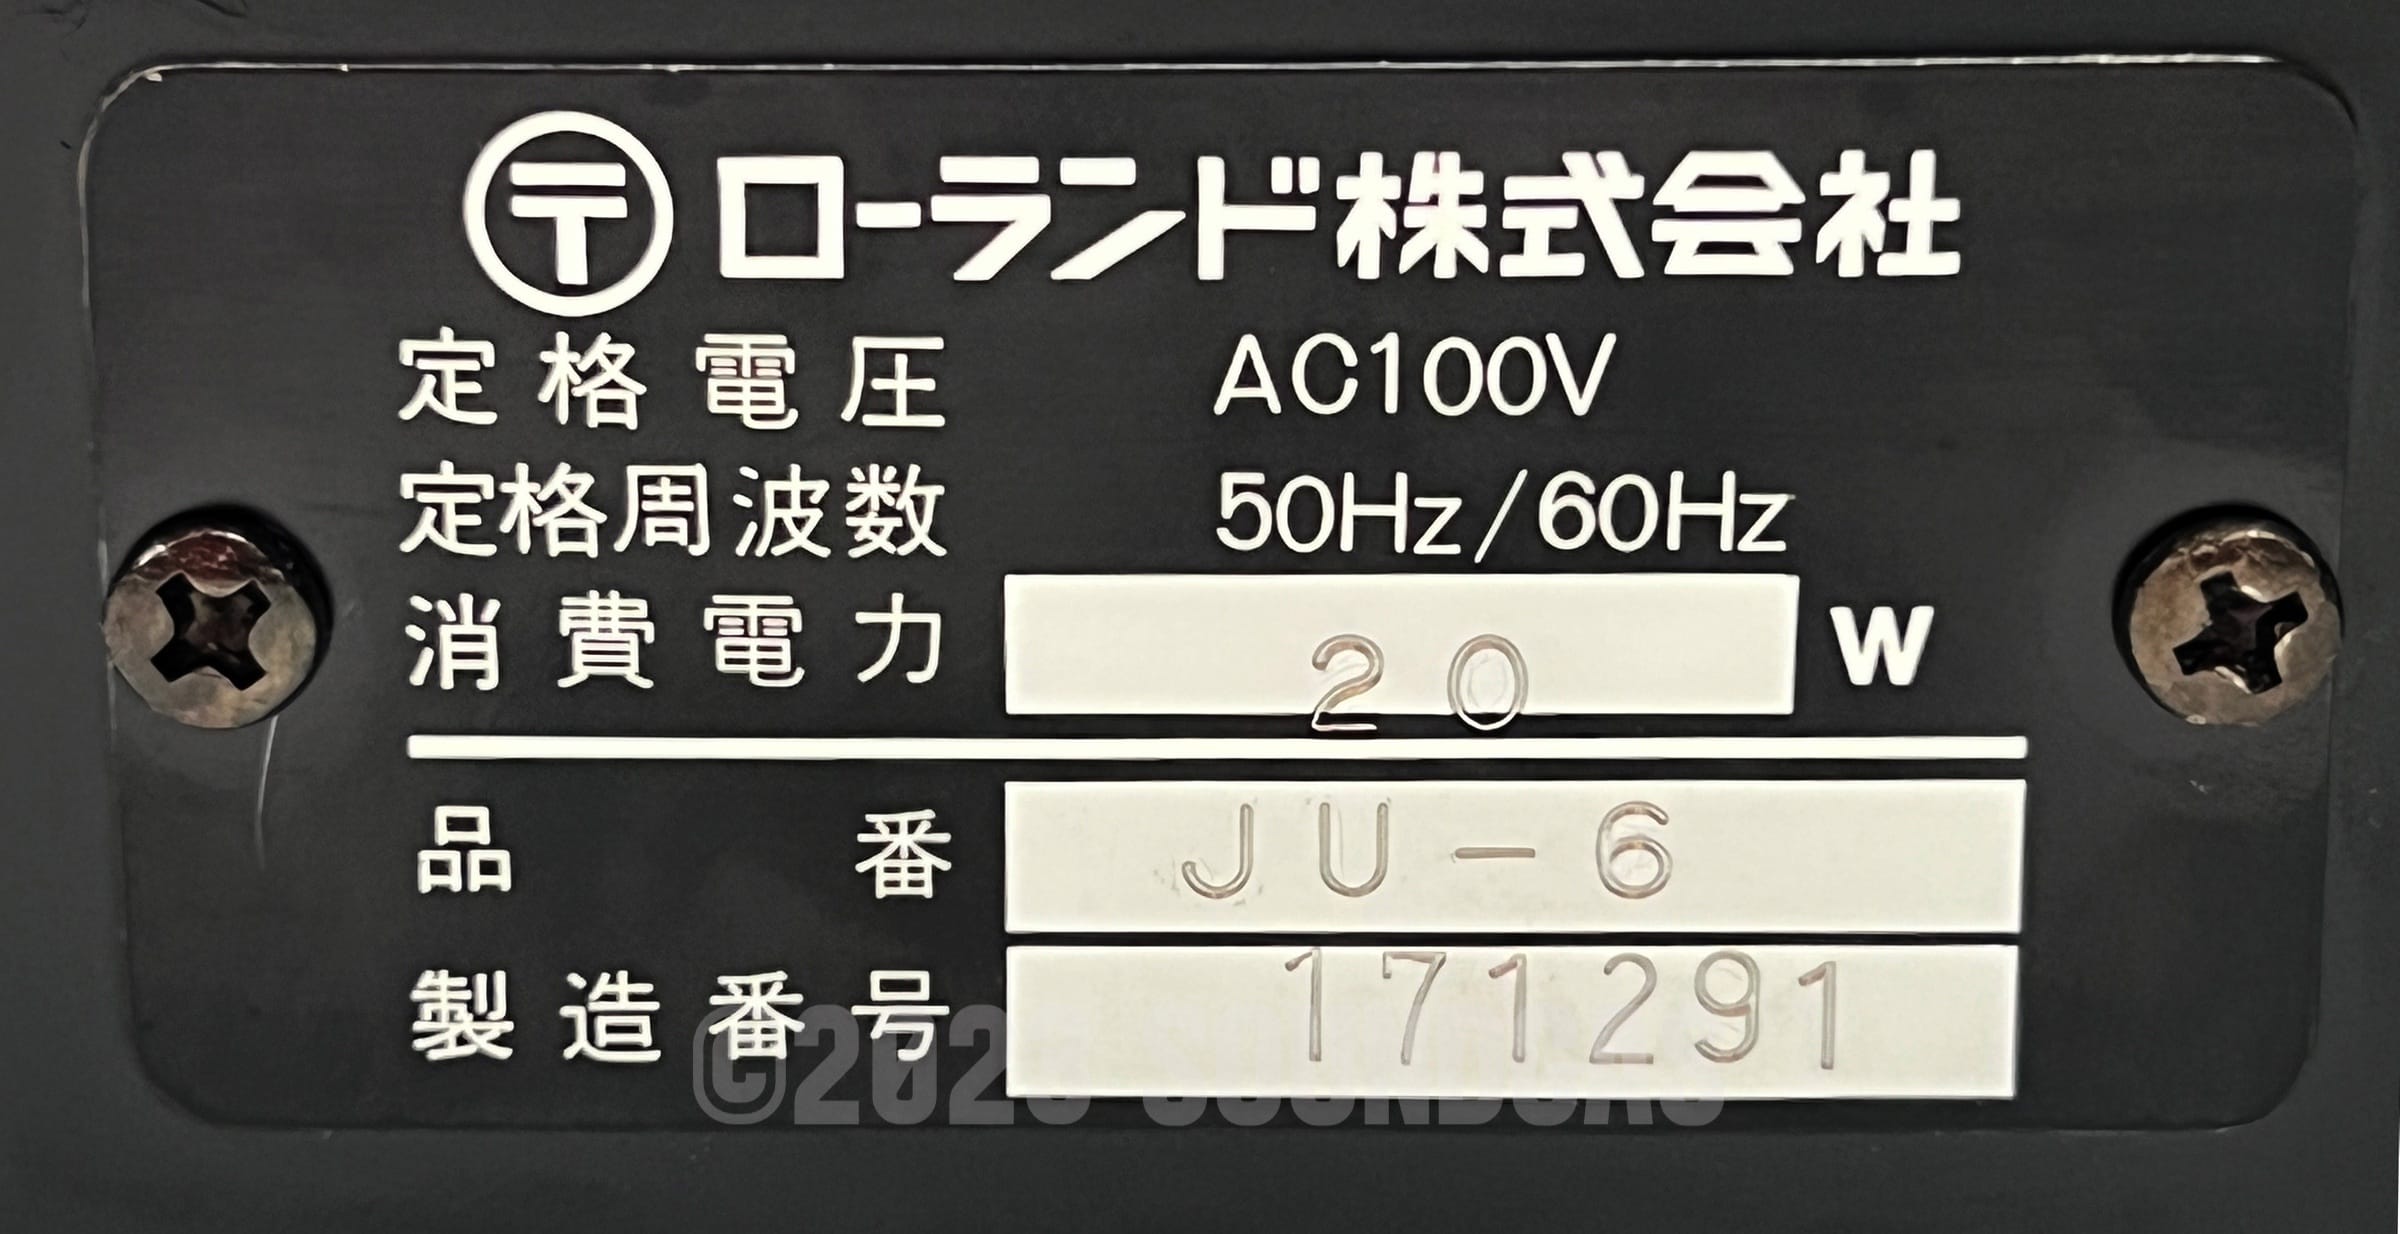 〒ローランド株式会社
定格電圧 AC100V
定格周波数 50Hz/60Hz
消費電力 20 W
品番 JU-6
製造番号 171291